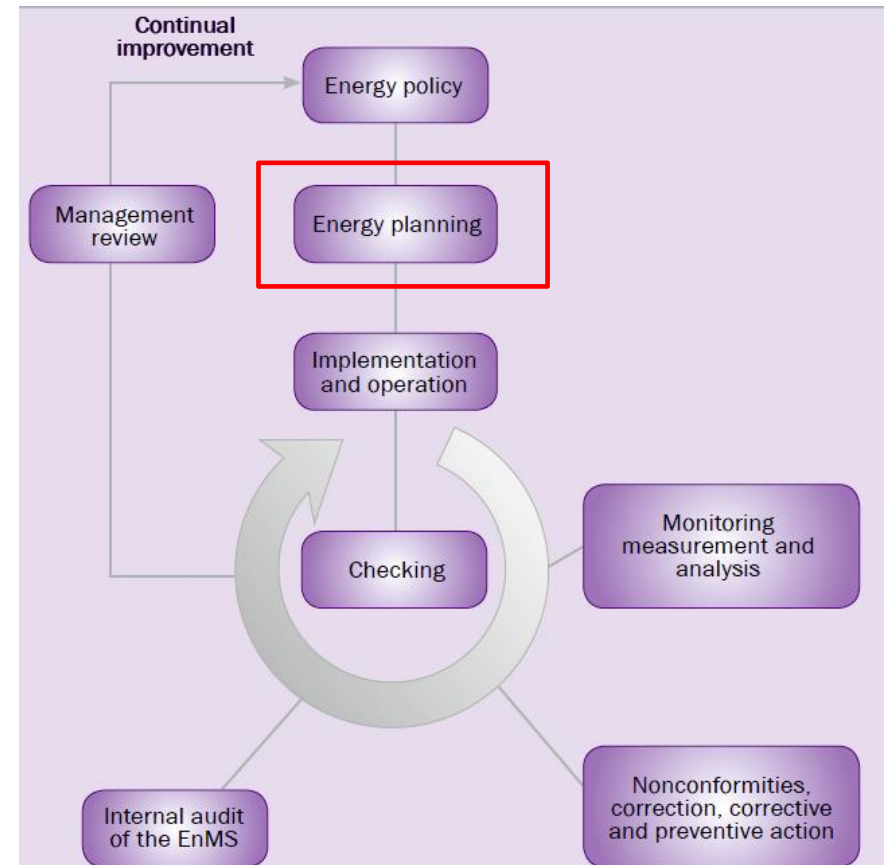 Continual
improvement
Energy policy
Management
review
Energy planning
Implementation
and operation
Checking
Monitoring
measurement and
analysis
Internal audit
of the EnMS
Nonconformities,
correction, corrective
and preventive action